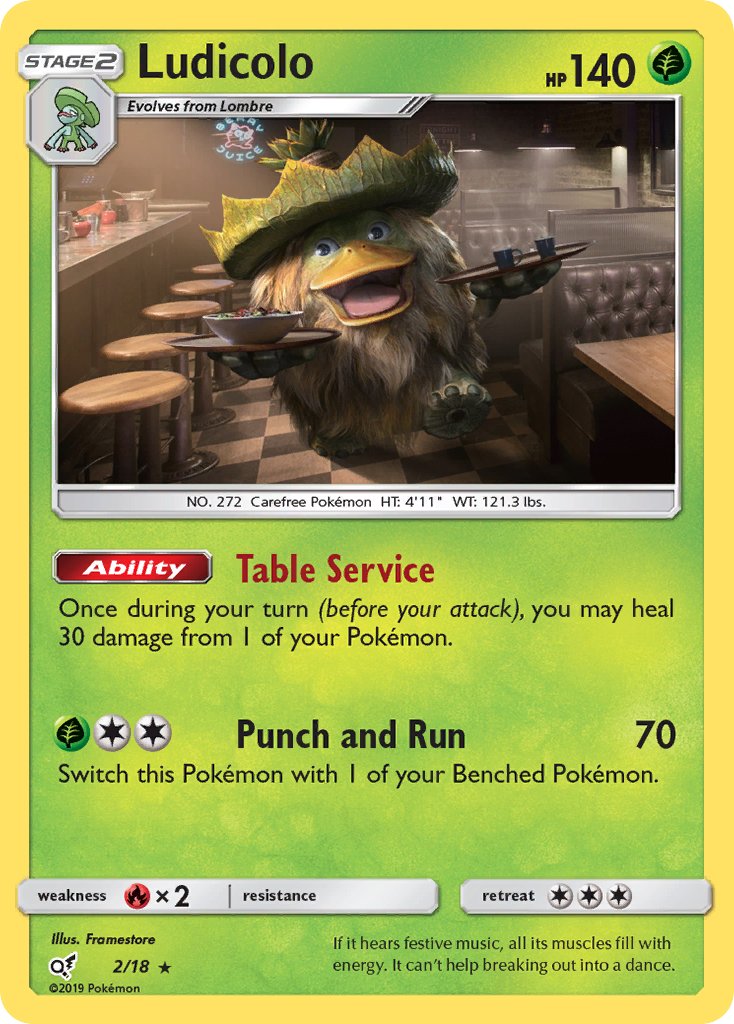 STAGE2
Ludicolo
HP 140
Evolves from Lombre
BERRY
JUICE
NO. 272 Carefree Pokémon HT: 4'11" WT: 121.3 lbs.
Ability Table Service
Once during your turn (before your attack), you may heal
30 damage from 1 of your Pokémon.
Punch and Run 70
Switch this Pokémon with 1 of your Benched Pokémon.
weakness ×2 resistance retreat
Illus. Framestore
2/18
©2019 Pokémon
If it hears festive music, all its muscles fill with
energy. It can't help breaking out into a dance.